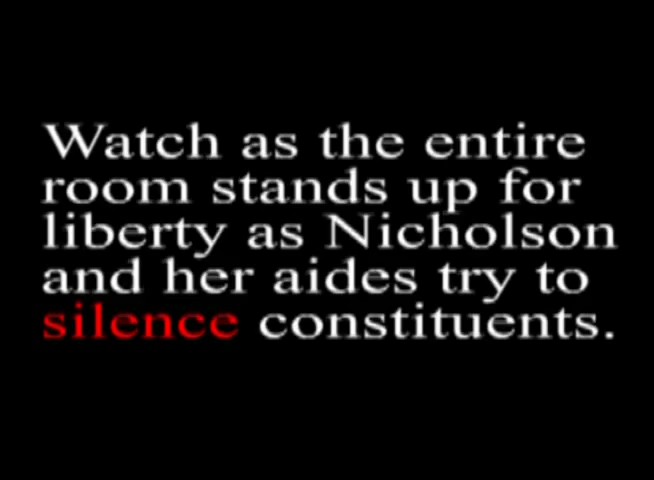 Watch as the entire
room stands up for
liberty as Nicholson
and her aides try to
silence constituents.